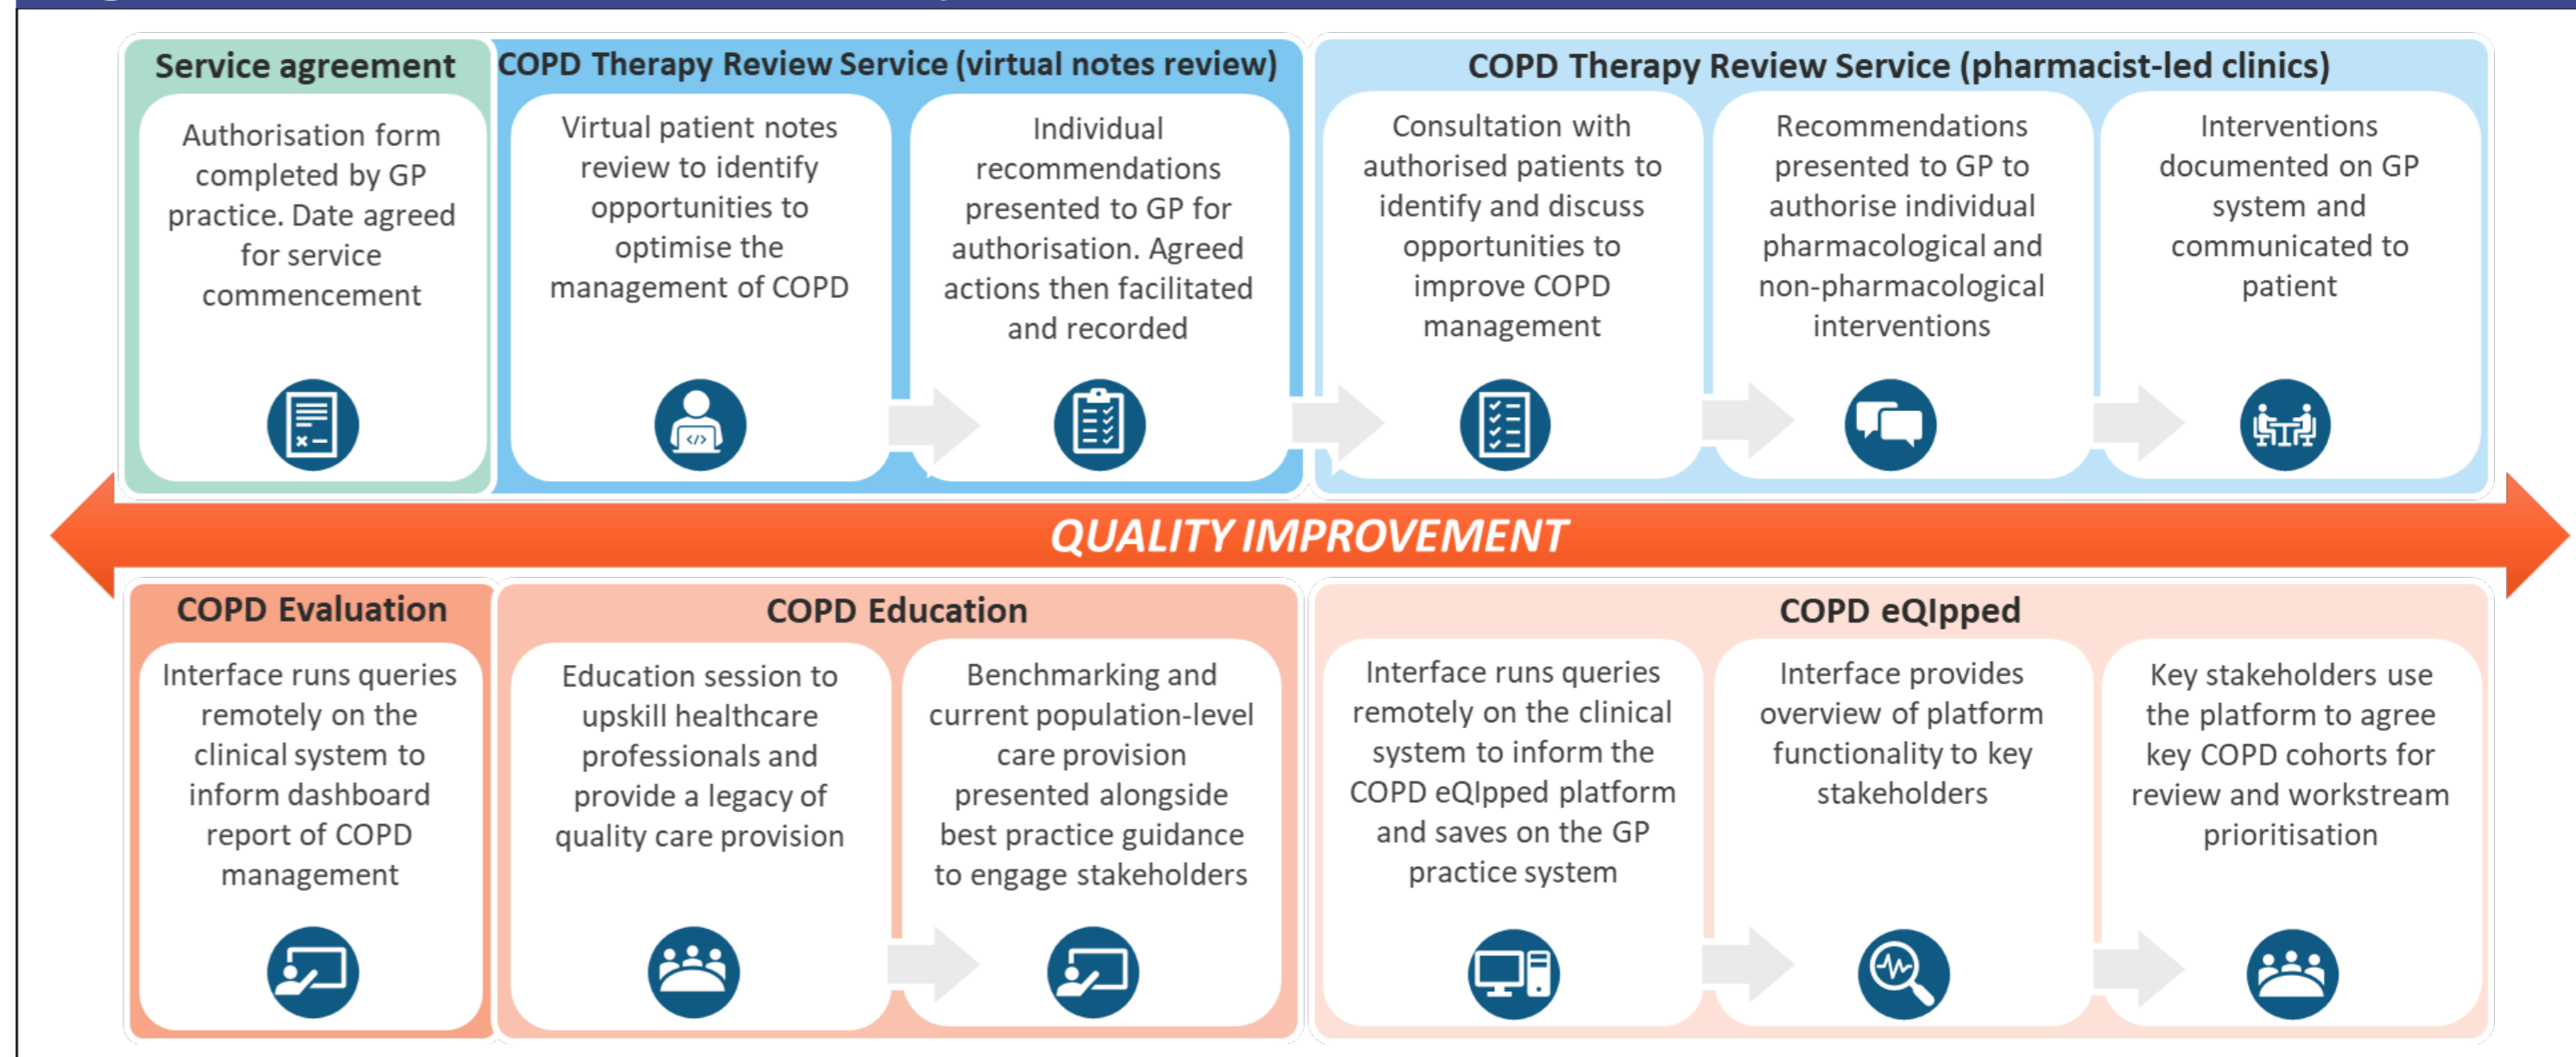 Service agreement
Authorisation form
completed by GP
practice. Date agreed
for service
commencement
COPD Therapy Review Service (virtual notes review)
Virtual patient notes
review to identify
opportunities to
optimise the
management of COPD
Individual
recommendations
presented to GP for
authorisation. Agreed
actions then facilitated
and recorded
COPD Therapy Review Service (pharmacist-led clinics)
Consultation with
authorised patients to
identify and discuss
opportunities to
improve COPD
management
Recommendations
presented to GP to
authorise individual
pharmacological and
non-pharmacological
interventions
Interventions
documented on GP
system and
communicated to
patient
QUALITY IMPROVEMENT
COPD Evaluation
Interface runs queries
remotely on the
clinical system to
inform dashboard
report of COPD
management
COPD Education
Education session to
upskill healthcare
professionals and
provide a legacy of
quality care provision
Benchmarking and
current population-level
care provision
presented alongside
best practice guidance
to engage stakeholders
COPD eQIpped
Interface runs queries
remotely on the clinical
system to inform the
COPD eQIpped platform
and saves on the GP
practice system
Interface provides
overview of platform
functionality to key
stakeholders
Key stakeholders use
the platform to agree
key COPD cohorts for
review and workstream
prioritisation